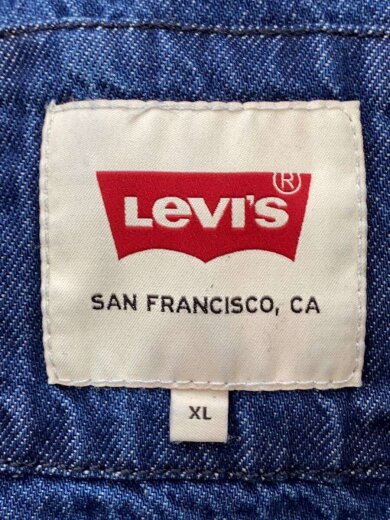 Levi's®
SAN FRANCISCO, CA
XL